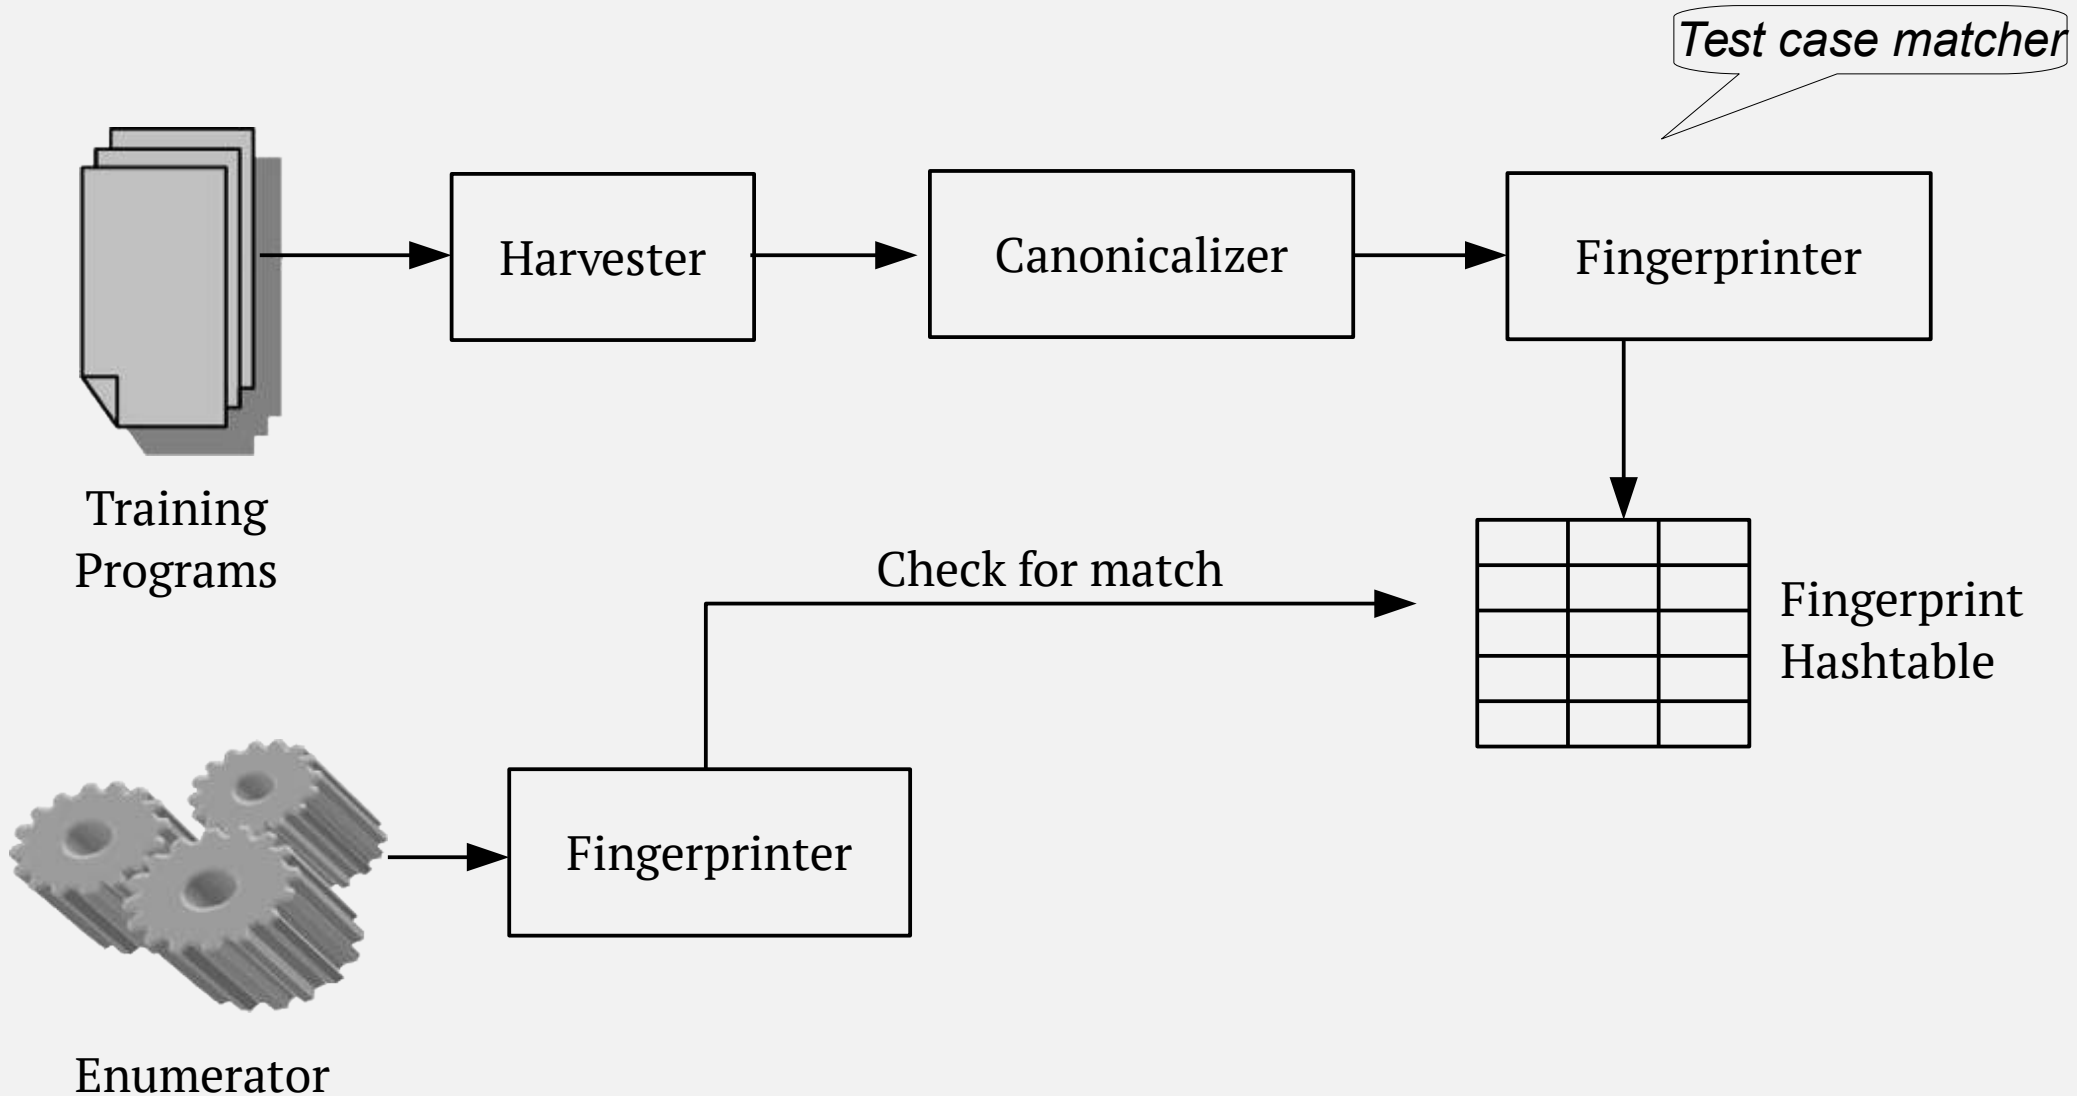 Test case matcher
Harvester
Canonicalizer
Fingerprinter
Training
Programs
Check for match
Fingerprint
Hashtable
Fingerprinter
Enumerator